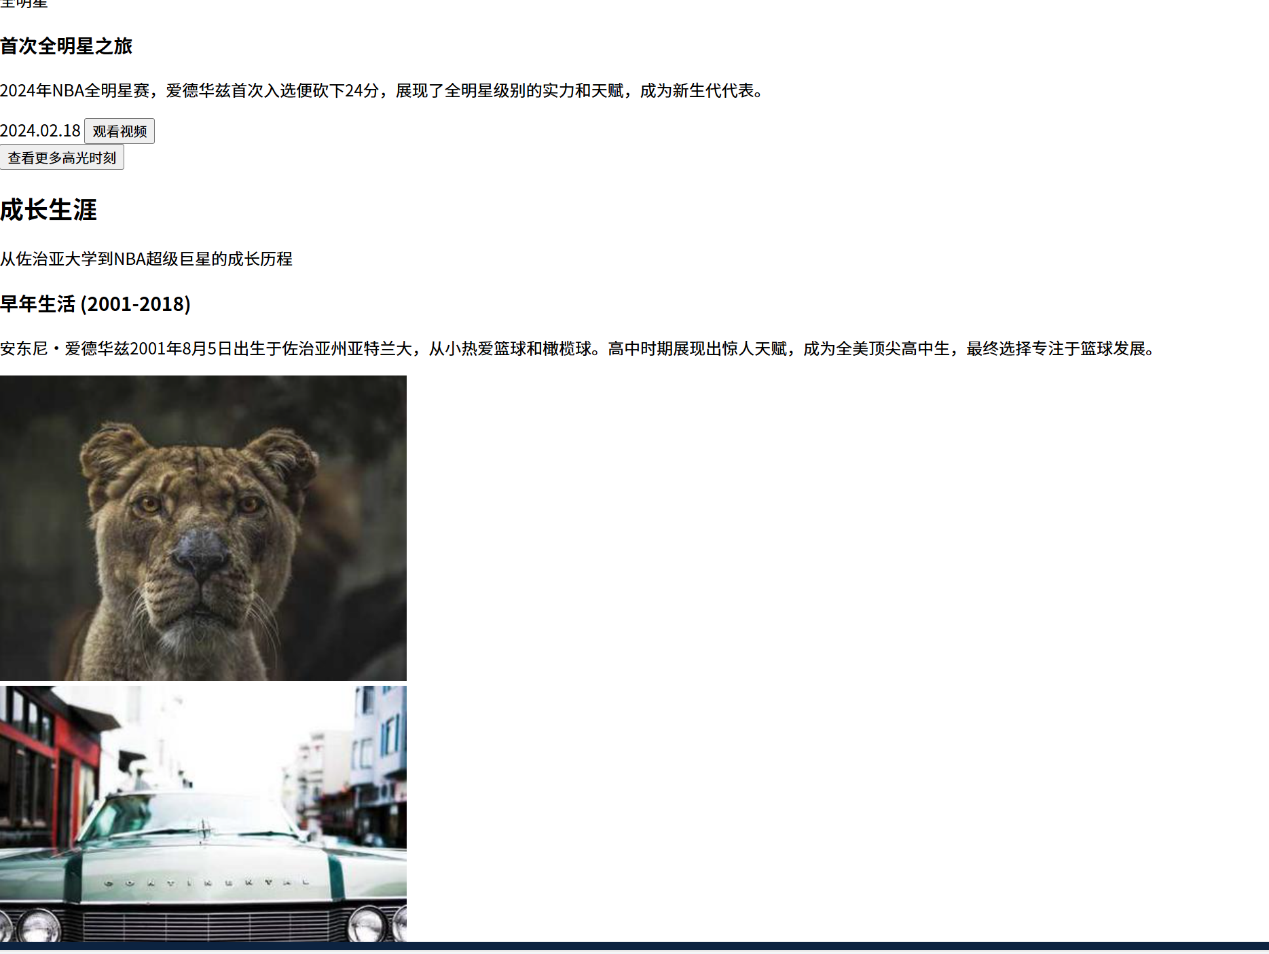 全明星
首次全明星之旅
2024年NBA全明星赛，爱德华兹首次入选便砍下24分，展现了全明星级别的实力和天赋，成为新生代代表。
2024.02.18 观看视频
查看更多高光时刻
成长生涯
从佐治亚大学到NBA超级巨星的成长历程
早年生活 (2001-2018)
安东尼·爱德华兹2001年8月5日出生于佐治亚州亚特兰大，从小热爱篮球和橄榄球。高中时期展现出惊人天赋，成为全美顶尖高中生，最终选择专注于篮球发展。
CONTINENTAL